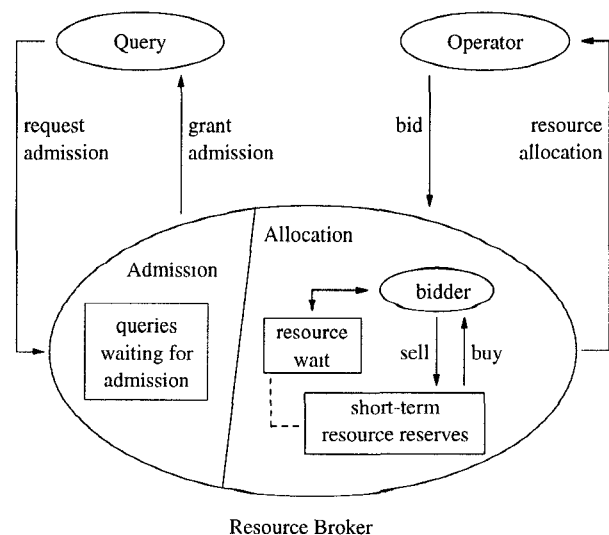 Query
Operator
request
admission
grant
admission
bid
resource
allocation
Allocation
Admission
queries
waiting for
admission
bidder
resource
wait
sell
buy
short-term
resource reserves
Resource Broker